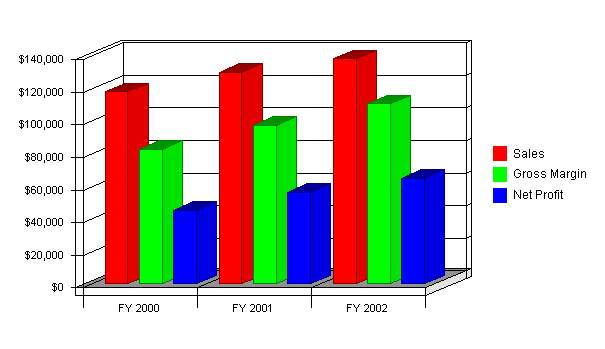 $140,000
$120,000
$100,000
$80,000
$60,000
$40,000
$20,000
$0
FY 2000
FY 2001
FY 2002
Sales
Gross Margin
Net Profit